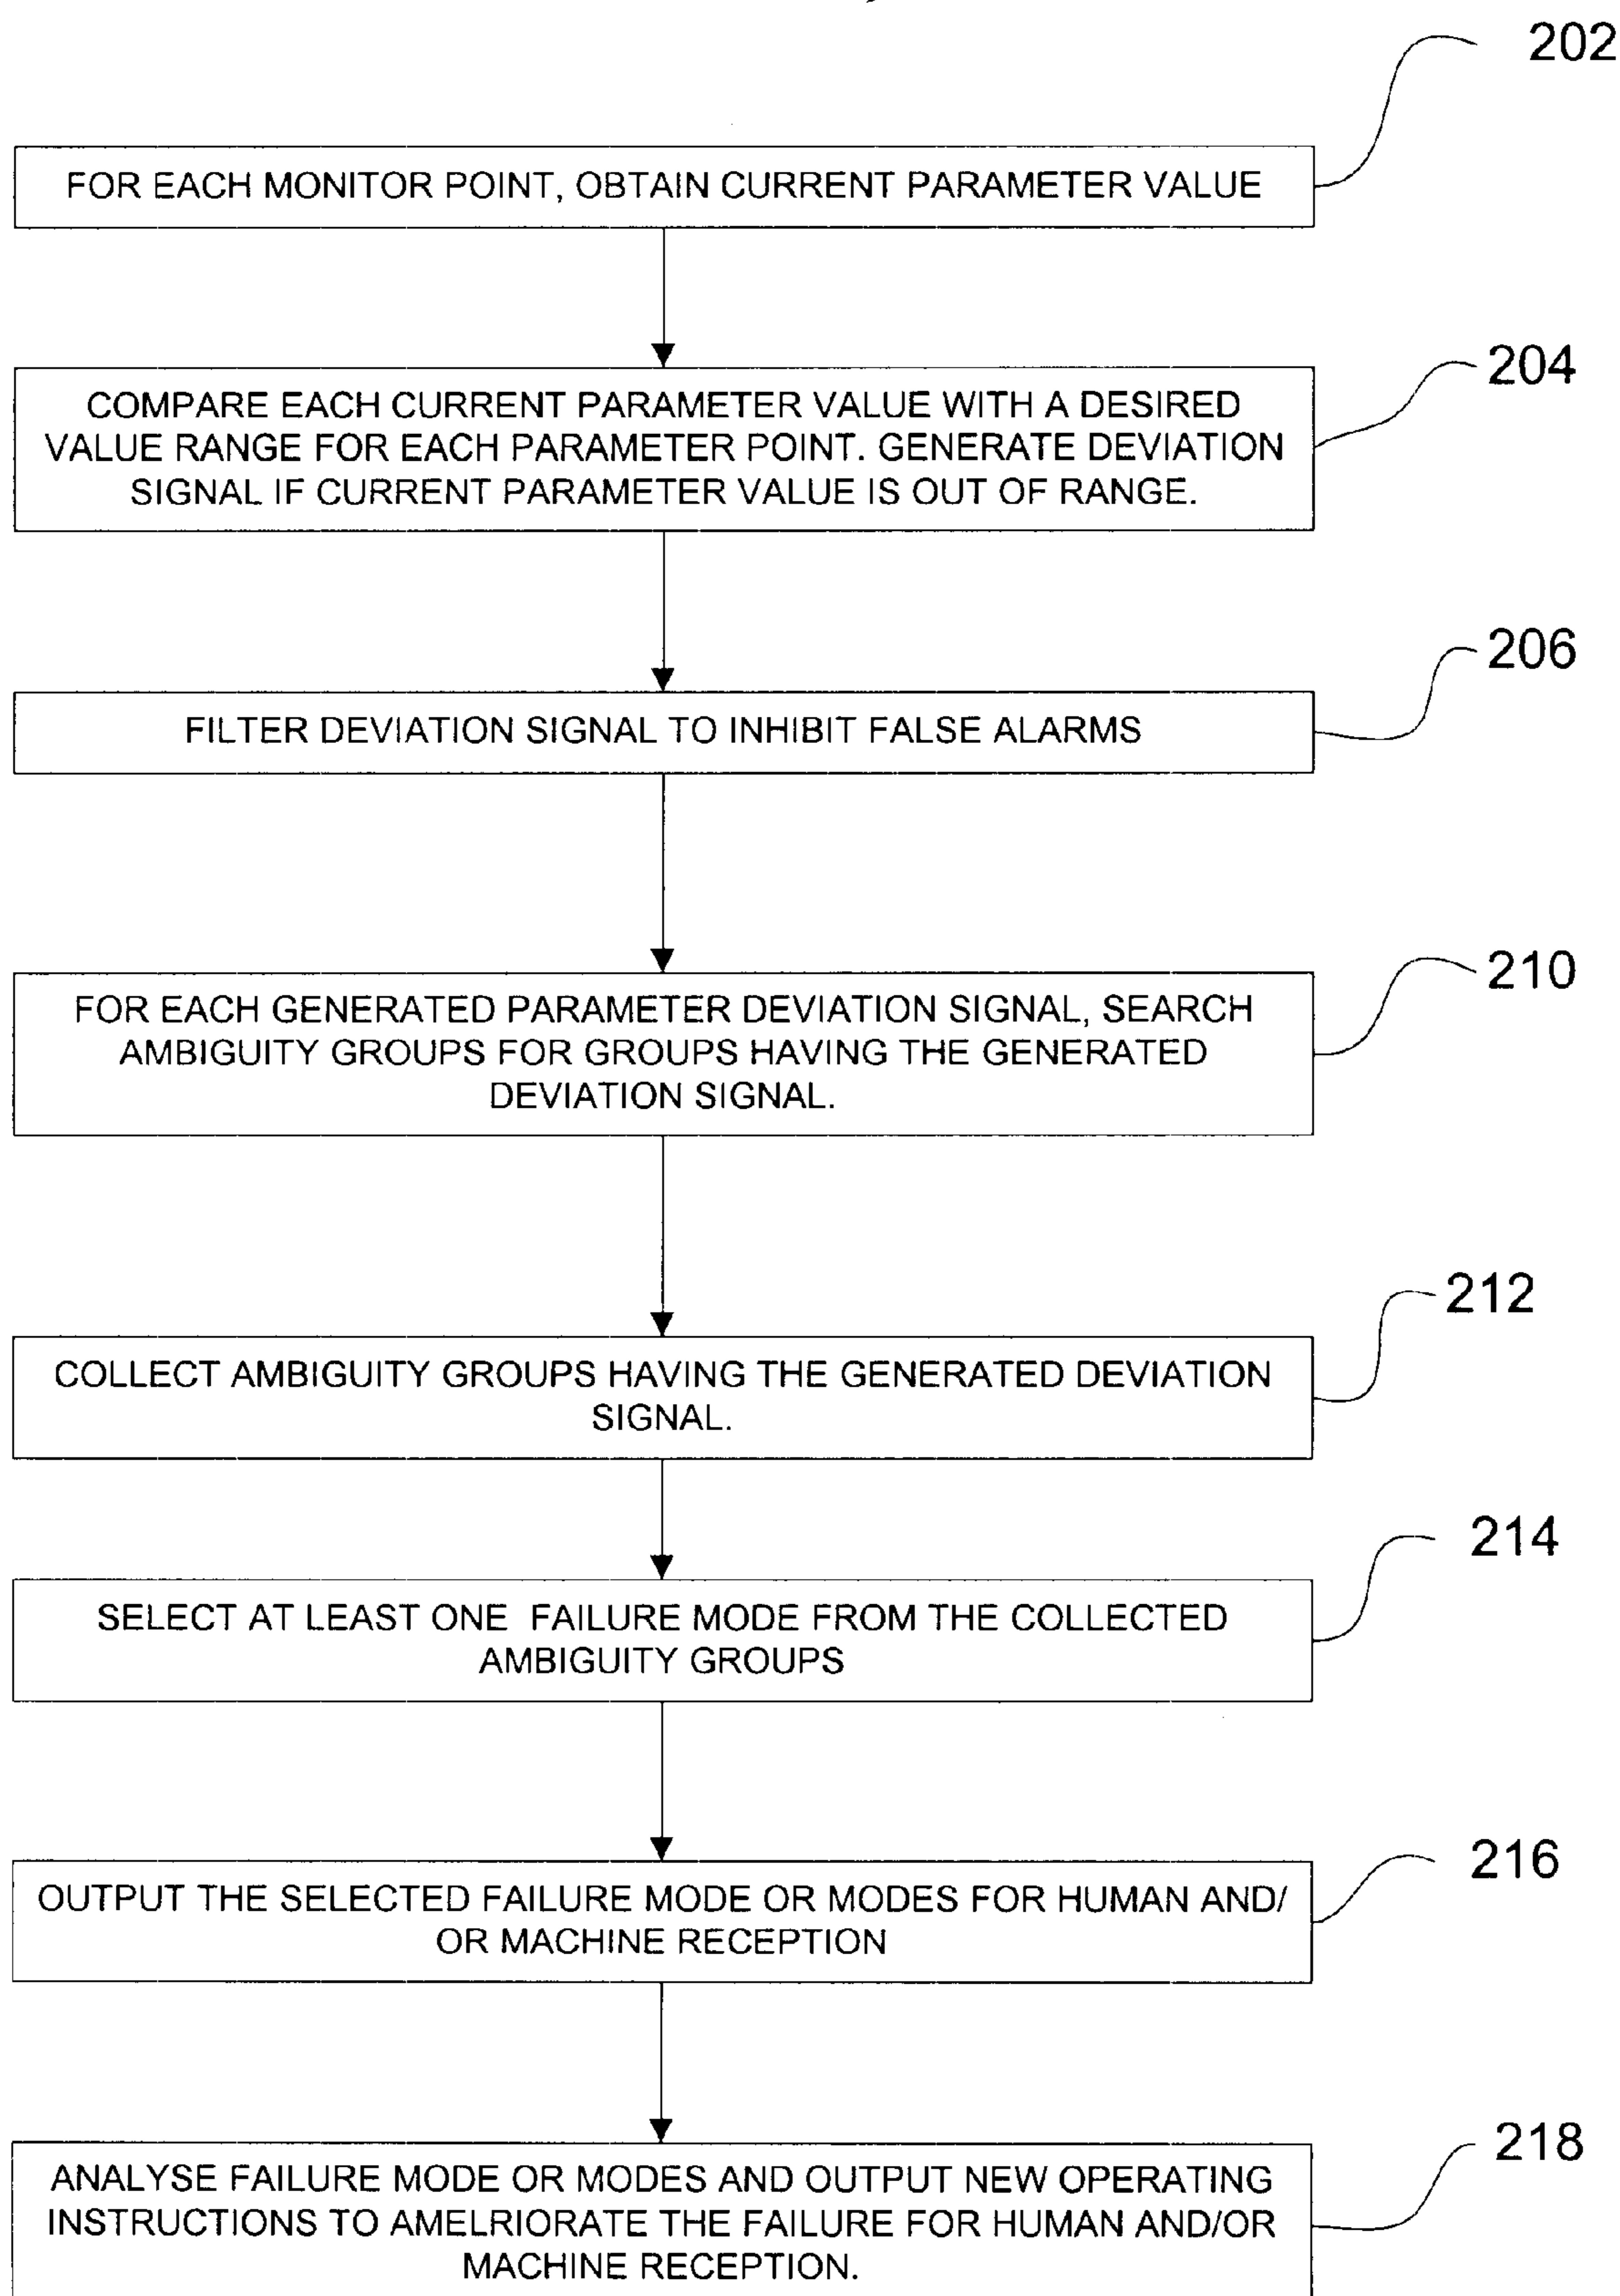 202
FOR EACH MONITOR POINT, OBTAIN CURRENT PARAMETER VALUE
204
COMPARE EACH CURRENT PARAMETER VALUE WITH A DESIRED
VALUE RANGE FOR EACH PARAMETER POINT. GENERATE DEVIATION
SIGNAL IF CURRENT PARAMETER VALUE IS OUT OF RANGE.
206
FILTER DEVIATION SIGNAL TO INHIBIT FALSE ALARMS
210
FOR EACH GENERATED PARAMETER DEVIATION SIGNAL, SEARCH
AMBIGUITY GROUPS FOR GROUPS HAVING THE GENERATED
DEVIATION SIGNAL.
212
COLLECT AMBIGUITY GROUPS HAVING THE GENERATED DEVIATION
SIGNAL.
214
SELECT AT LEAST ONE FAILURE MODE FROM THE COLLECTED
AMBIGUITY GROUPS
216
OUTPUT THE SELECTED FAILURE MODE OR MODES FOR HUMAN AND/
OR MACHINE RECEPTION
218
ANALYSE FAILURE MODE OR MODES AND OUTPUT NEW OPERATING
INSTRUCTIONS TO AMELRIORATE THE FAILURE FOR HUMAN AND/OR
MACHINE RECEPTION.